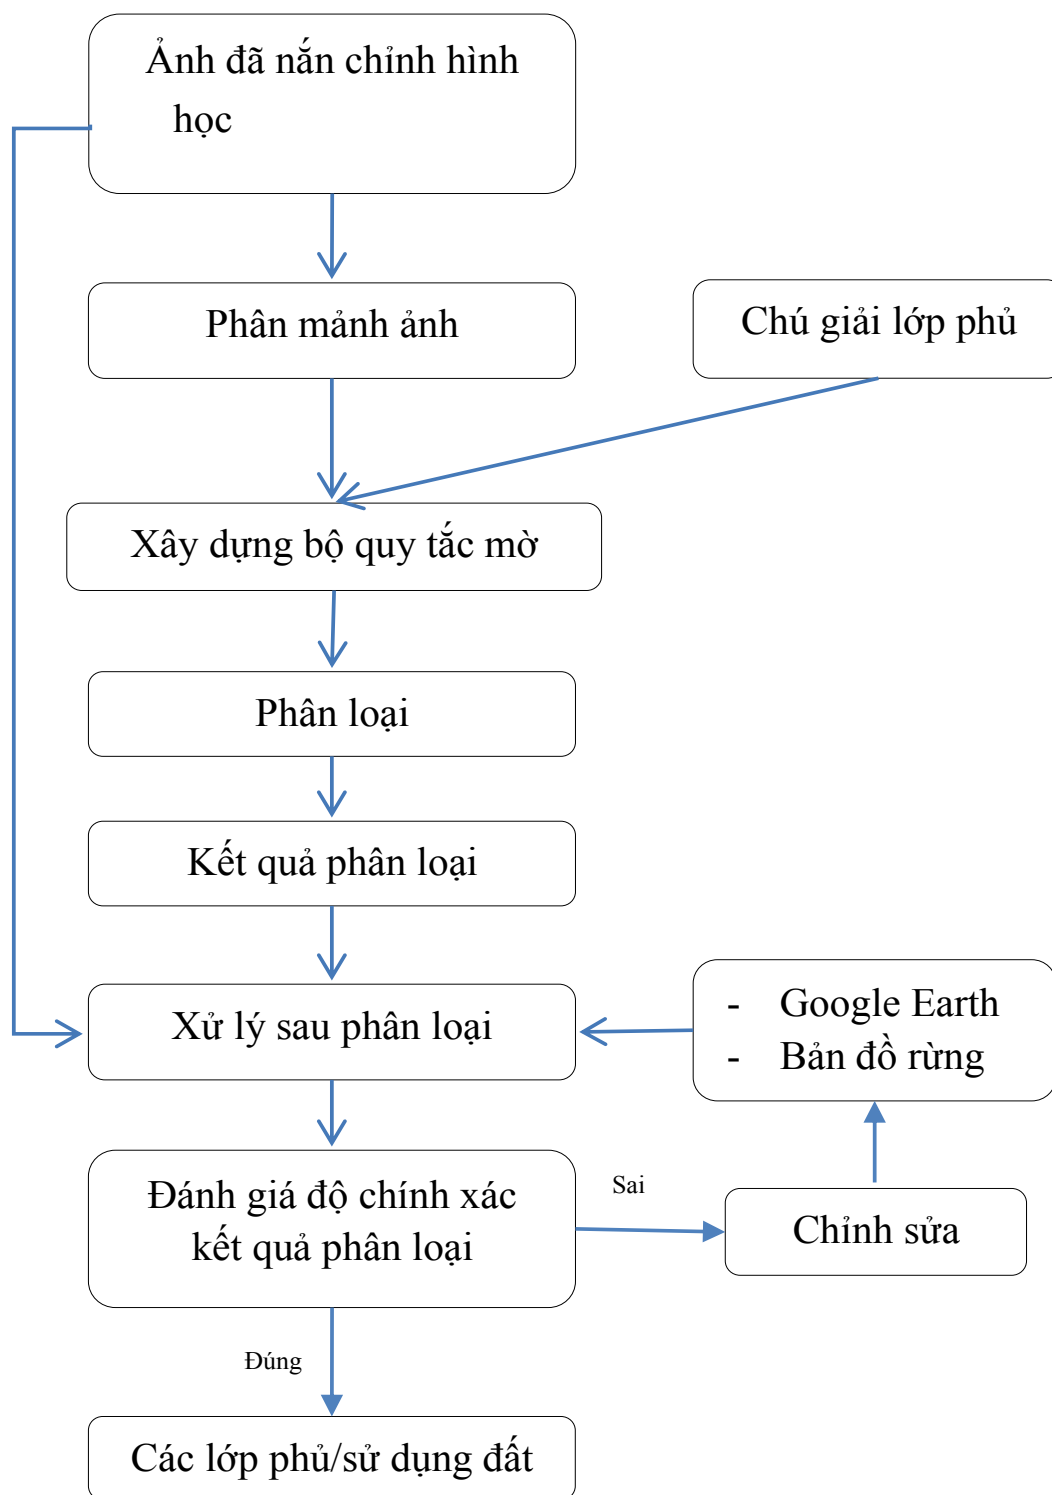 Ảnh đã nắn chỉnh hình
học
Phân mảnh ảnh
Chú giải lớp phủ
Xây dựng bộ quy tắc mờ
Phân loại
Kết quả phân loại
Xử lý sau phân loại
- Google Earth
- Bản đồ rừng
Đánh giá độ chính xác
kết quả phân loại
Sai
Chỉnh sửa
Đúng
Các lớp phủ/sử dụng đất